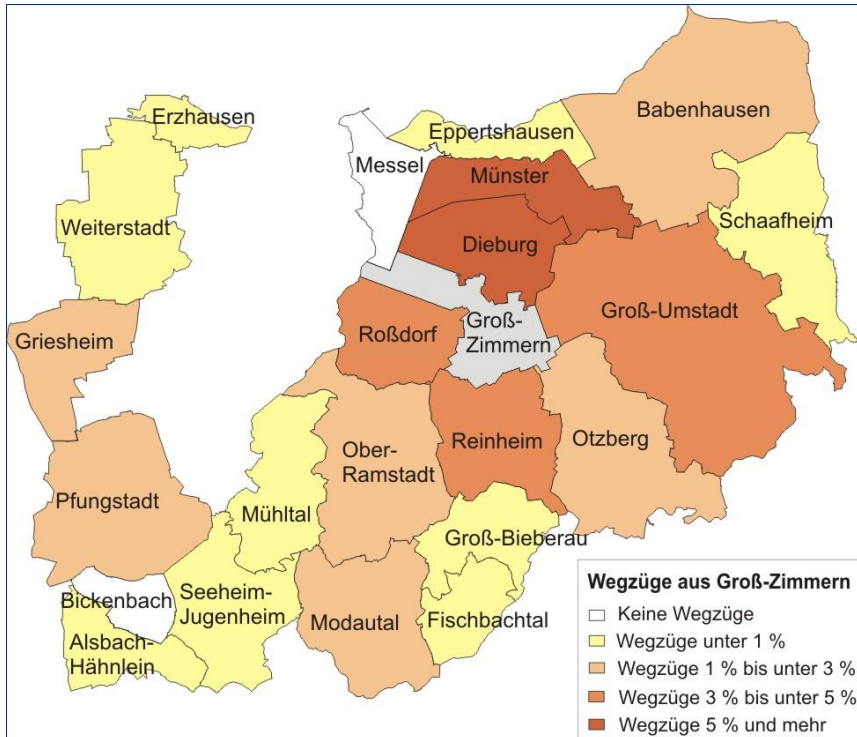 Erzhausen
Babenhausen
Eppertshausen
Messel
Münster
Schaafheim
Weiterstadt
Dieburg
Groß-Umstadt
Groß-
Zimmern
Roßdorf
Griesheim
Reinheim
Otzberg
Ober-
Ramstadt
Pfungstadt
Mühltal
Groß-Bieberau
Bickenbach
Seeheim-
Jugenheim
Modautal
Fischbachtal
Alsbach-
Hähnlein
Wegzüge aus Groß-Zimmern
Keine Wegzüge
Wegzüge unter 1 %
Wegzüge 1 % bis unter 3 %
Wegzüge 3 % bis unter 5 %
Wegzüge 5 % und mehr